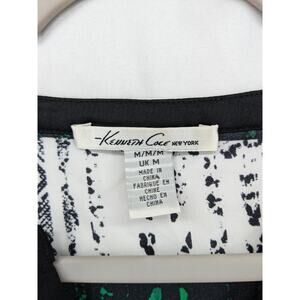 Kenneth Cole NEW YORK
M/M/M
UK M
MADE IN
CHINA
FABRIQUÉ EN
CHINE
HECHO EN
CHINA